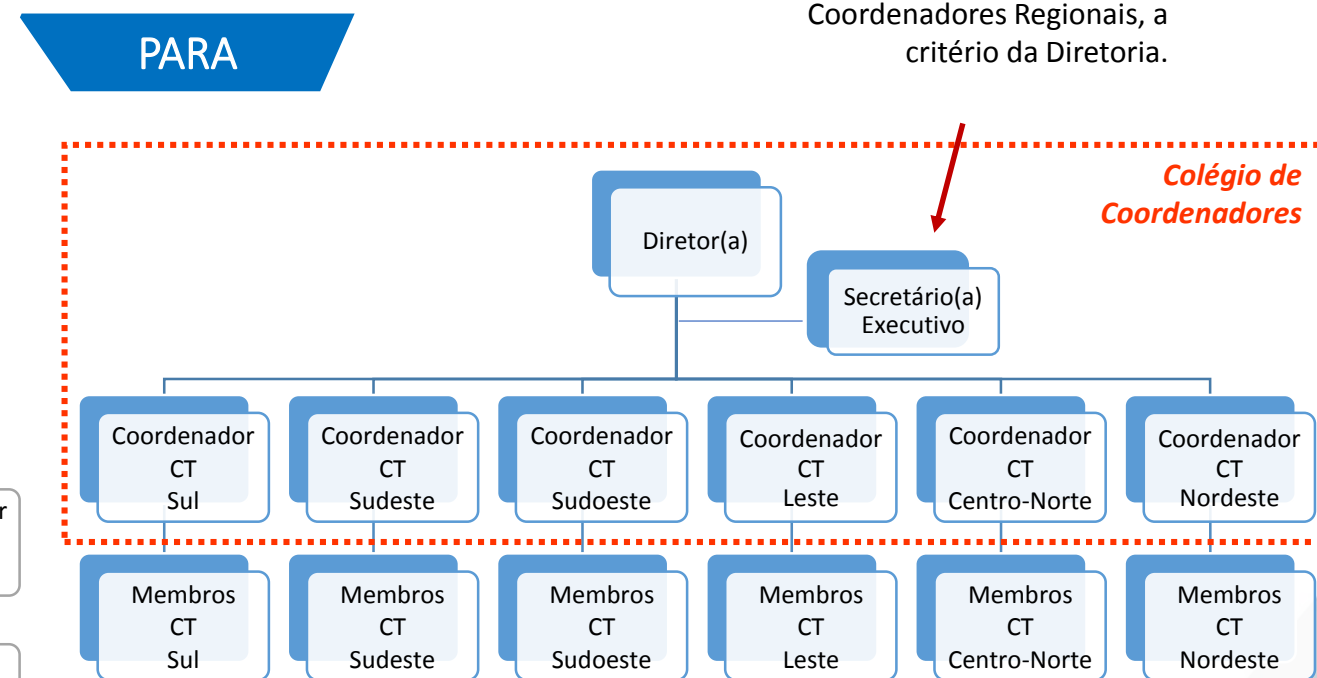 Coordenadores Regionais, a
critério da Diretoria.
PARA
Colégio de
Coordenadores
Diretor(a)
Secretário(a)
Executivo
Coordenador
CT
Sul
Coordenador
CT
Sudeste
Coordenador
CT
Sudoeste
Coordenador
CT
Leste
Coordenador
CT
Centro-Norte
Coordenador
CT
Nordeste
r
Membros
CT
Sul
Membros
CT
Sudeste
Membros
CT
Sudoeste
Membros
CT
Leste
Membros
CT
Centro-Norte
Membros
CT
Nordeste